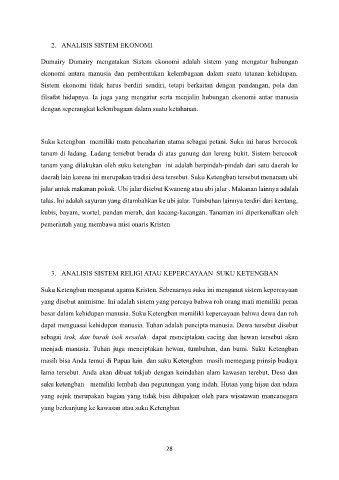 2. ANALISIS SISTEM EKONOMI
Dumairy Dumairy mengatakan Sistem ekonomi adalah sistem yang mengatur hubungan
ekonomi antara manusia dan pembentukan kelembagaan dalam suatu tatanan kehidupan.
Sistem ekonomi tidak harus berdiri sendiri, tetapi berkaitan dengan pandangan, pola dan
filsafat hidupnya. Ia juga yang mengatur serta menjalin hubungan ekonomi antar manusia
dengan seperangkat kelembagaan dalam suatu ketahanan.
Suku ketengban memiliki mata pencaharian utama sebagai petani. Suku ini harus bercocok
tanam di ladang. Ladang tersebut berada di atas gunung dan lereng bukit. Sistem bercocok
tanam yang dilakukan oleh suku ketengban ini adalah berpindah-pindah dari satu daerah ke
daerah lain karena ini merupakan tradisi desa tersebut. Suku Ketengban tersebut menanam ubi
jalar untuk makanan pokok. Ubi jalar disebut Kwaneng atau ubi jalar . Makanan lainnya adalah
talas. Ini adalah sayuran yang ditambahkan ke ubi jalar. Tumbuhan lainnya terdiri dari kentang,
kubis, bayam, wortel, pandan merah, dan kacang-kacangan. Tanaman ini diperkenalkan oleh
pemerintah yang membawa misi onaris Kristen
3. ANALISIS SISTEM RELIGI ATAU KEPERCAYAAN SUKU KETENGBAN
Suku Ketengban menganut agama Kristen. Sebenarnya suku ini menganut sistem kepercayaan
yang disebut animisme. Ini adalah sistem yang percaya bahwa roh orang mati memiliki peran
besar dalam kehidupan manusia. Suku Ketengban memiliki kepercayaan bahwa dewa dan roh
dapat menguasai kehidupan manusia. Tuhan adalah pencipta manusia. Dewa tersebut disebut
sebagai isok, dan barah isok nesalah dapat menciptakan cacing dan hewan tersebut akan
menjadi manusia. Tuhan juga menciptakan hewan, tumbuhan, dan bumi. Suku Ketengban
masih bisa Anda temui di Papua lain dan suku Ketengban masih memegang prinsip budaya
lama tersebut. Anda akan dibuat takjub dengan keindahan alam kawasan terebut. Desa dan
suku ketengban memiliki lembah dan pegunungan yang indah. Hutan yang hijau dan udara
yang sejuk merupakan bagian yang tidak bisa dilupakan oleh para wisatawan mancanegara
yang berkunjung ke kawasan atau suku Ketengban
28